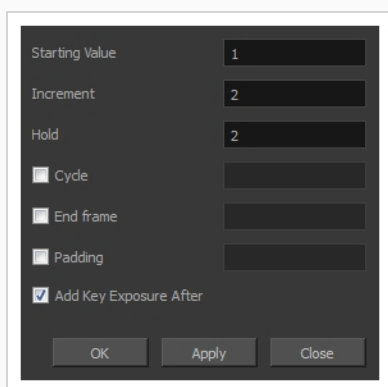 Starting Value 1
Increment 2
Hold 2
Cycle
End frame
Padding
Add Key Exposure After
OK Apply Close